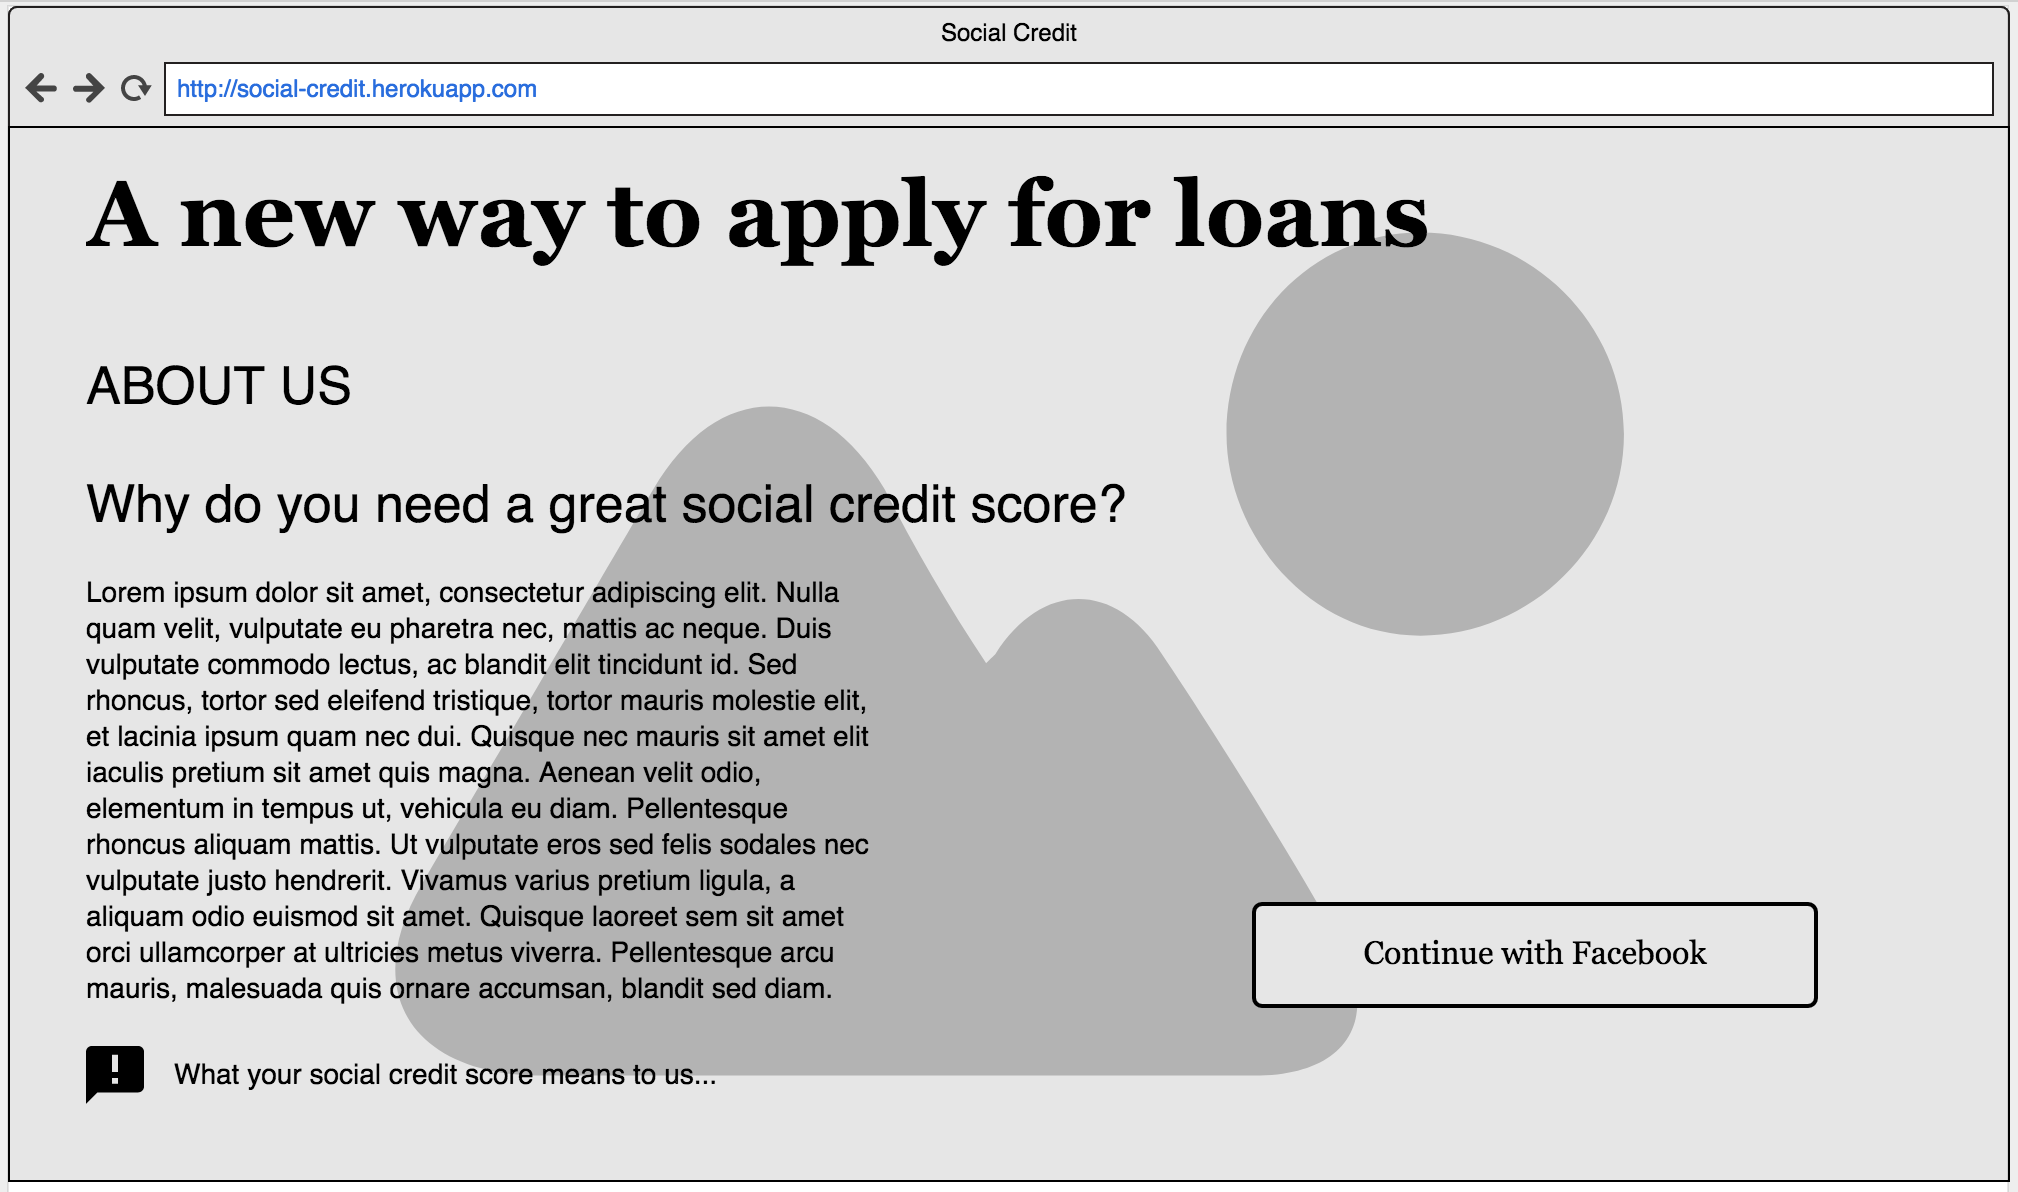 Social Credit
http://social-credit.herokuapp.com
A new way to apply for loans
ABOUT US
Why do you need a great social credit score?
Lorem ipsum dolor sit amet, consectetur adipiscing elit. Nulla
quam velit, vulputate eu pharetra nec, mattis ac neque. Duis
vulputate commodo lectus, ac blandit elit tincidunt id. Sed
rhoncus, tortor sed eleifend tristique, tortor mauris molestie elit,
et lacinia ipsum quam nec dui. Quisque nec mauris sit amet elit
iaculis pretium sit amet quis magna. Aenean velit odio,
elementum in tempus ut, vehicula eu diam. Pellentesque
rhoncus aliquam mattis. Ut vulputate eros sed felis sodales nec
vulputate justo hendrerit. Vivamus varius pretium ligula, a
aliquam odio euismod sit amet. Quisque laoreet sem sit amet
orci ullamcorper at ultricies metus viverra. Pellentesque arcu
mauris, malesuada quis ornare accumsan, blandit sed diam.
Continue with Facebook
What your social credit score means to us...